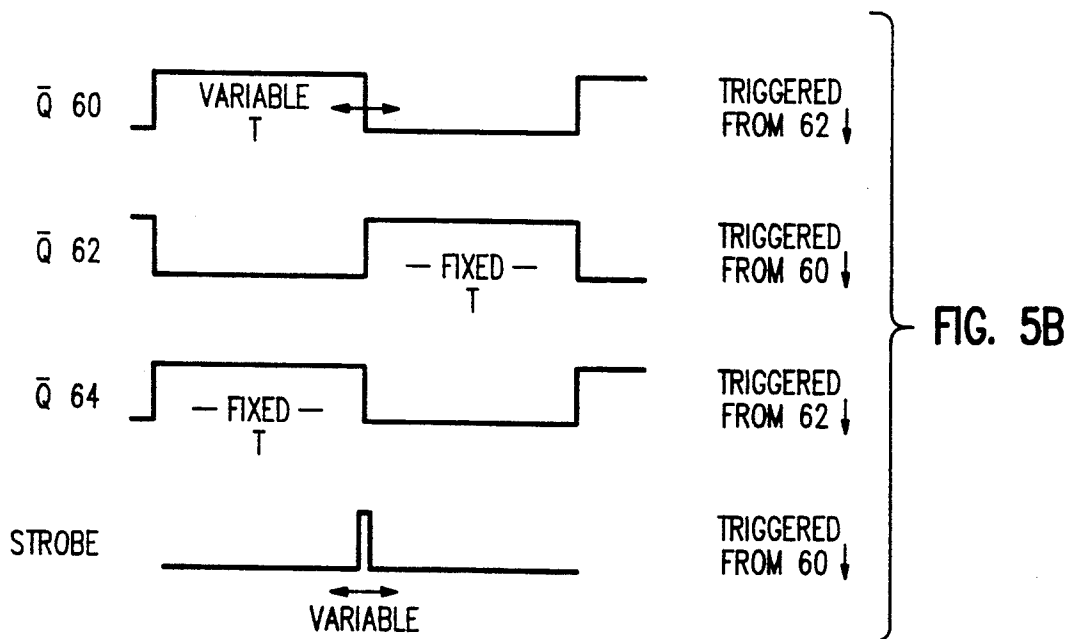 Q̅ 60
VARIABLE
T
TRIGGERED
FROM 62 ↓
Q̅ 62
— FIXED —
T
TRIGGERED
FROM 60 ↓
FIG. 5B
Q̅ 64
— FIXED —
T
TRIGGERED
FROM 62 ↓
STROBE
VARIABLE
TRIGGERED
FROM 60 ↓